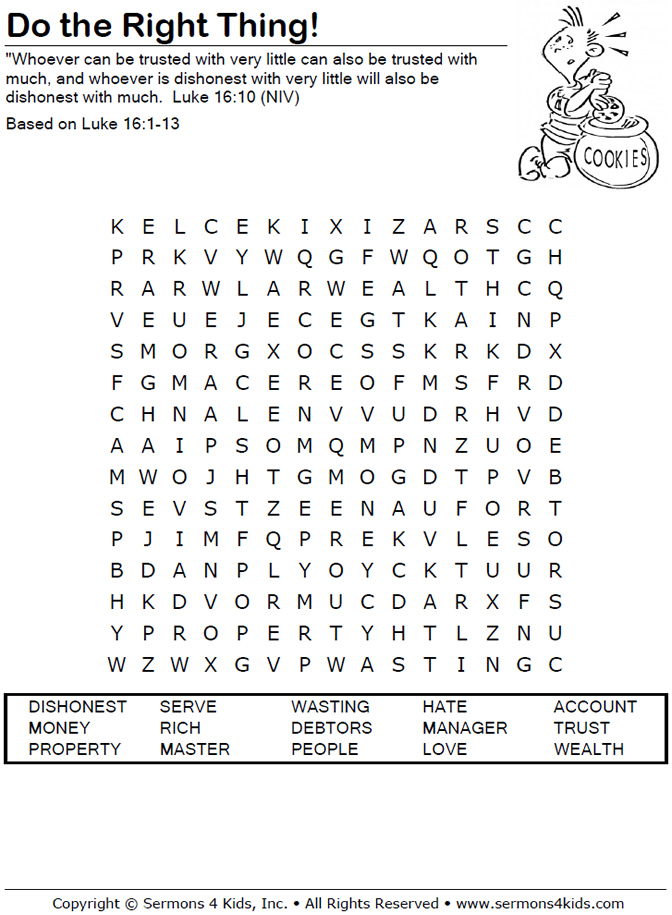 Do the Right Thing!
"Whoever can be trusted with very little can also be trusted with
much, and whoever is dishonest with very little will also be
dishonest with much.  Luke 16:10 (NIV)
Based on Luke 16:1-13
COOKIES
K E L C E K I X I Z A R S C C
P R K V Y W Q G F W Q O T G H
R A R W L A R W E A L T H C Q
V E U E J E C E G T K A I N P
S M O R G X O C S S K R K D X
F G M A C E R E O F M S F R D
C H N A L E N V V U D R H V D
A A I P S O M Q M P N Z U O E
M W O J H T G M O G D T P V B
S E V S T Z E E N A U F O R T
P J I M F Q P R E K V L E S O
B D A N P L Y O Y C K T U U R
H K D V O R M U C D A R X F S
Y P R O P E R T Y H T L Z N U
W Z W X G V P W A S T I N G C
DISHONEST SERVE WASTING HATE ACCOUNT
MONEY RICH DEBTORS MANAGER TRUST
PROPERTY MASTER PEOPLE LOVE WEALTH
Copyright © Sermons 4 Kids, Inc. • All Rights Reserved • www.sermons4kids.com